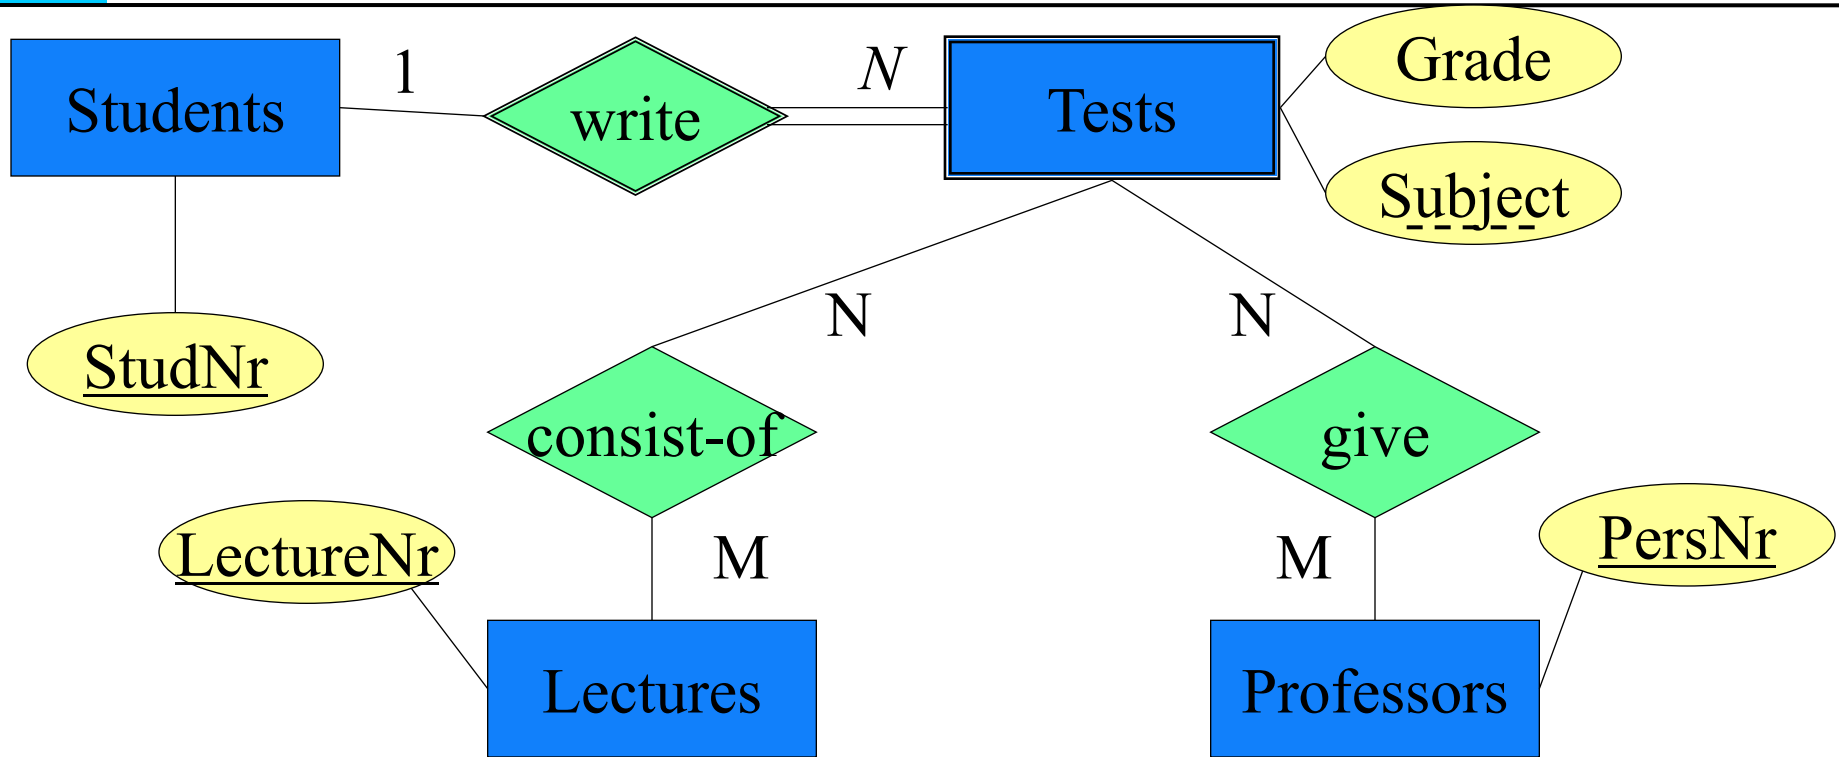 Students
1
write
N
Tests
Grade
Subject
StudNr
N
N
consist-of
give
LectureNr
M
M
PersNr
Lectures
Professors